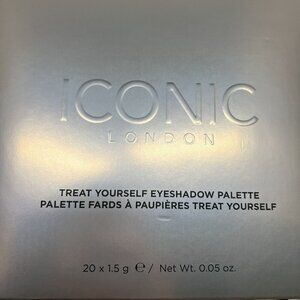 ICONIC
LONDON
TREAT YOURSELF EYESHADOW PALETTE
PALETTE FARDS À PAUPIÈRES TREAT YOURSELF
20 x 1.5 g ℮ / Net Wt. 0.05 oz.